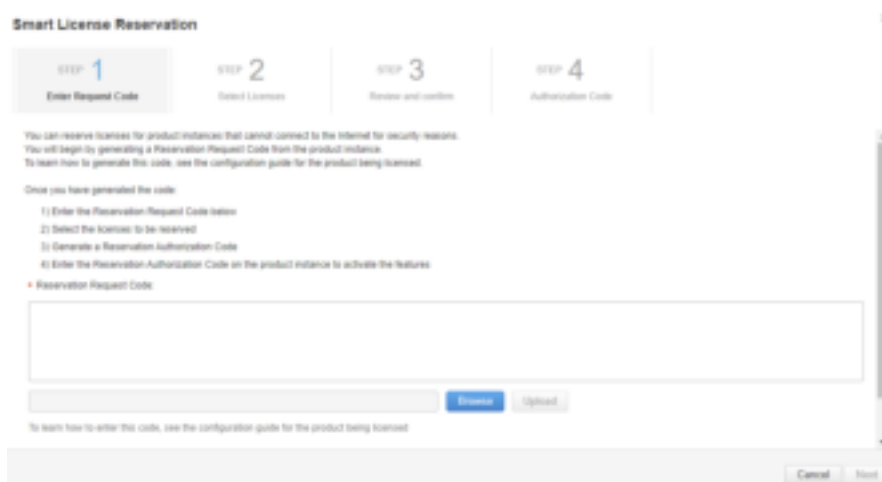 Smart License Reservation
STEP 1
Enter Request Code
STEP 2
Select Licenses
STEP 3
Review and confirm
STEP 4
Authorization Code
You can reserve licenses for product instances that cannot connect to the Internet for security reasons.
You will begin by generating a Reservation Request Code from the product instance.
To learn how to generate this code, see the configuration guide for the product being licensed.
Once you have generated the code:
1) Enter the Reservation Request Code below
2) Select the licenses to be reserved
3) Generate a Reservation Authorization Code
4) Enter the Reservation Authorization Code on the product instance to activate the features
* Reservation Request Code:
Browse
Upload
To learn how to enter this code, see the configuration guide for the product being licensed
Cancel
Next